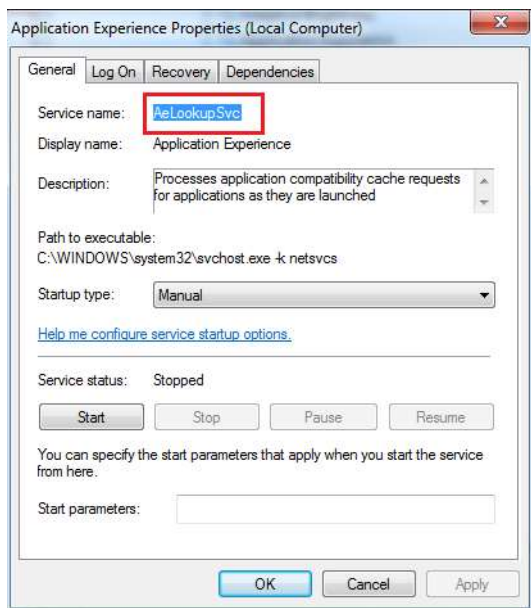 Application Experience Properties (Local Computer)
General Log On Recovery Dependencies
Service name: AeLookupSvc
Display name: Application Experience
Description: Processes application compatibility cache requests
for applications as they are launched
Path to executable:
C:\WINDOWS\system32\svchost.exe -k netsvcs
Startup type: Manual
Help me configure service startup options.
Service status: Stopped
Start Stop Pause Resume
You can specify the start parameters that apply when you start the service
from here.
Start parameters:
OK Cancel Apply